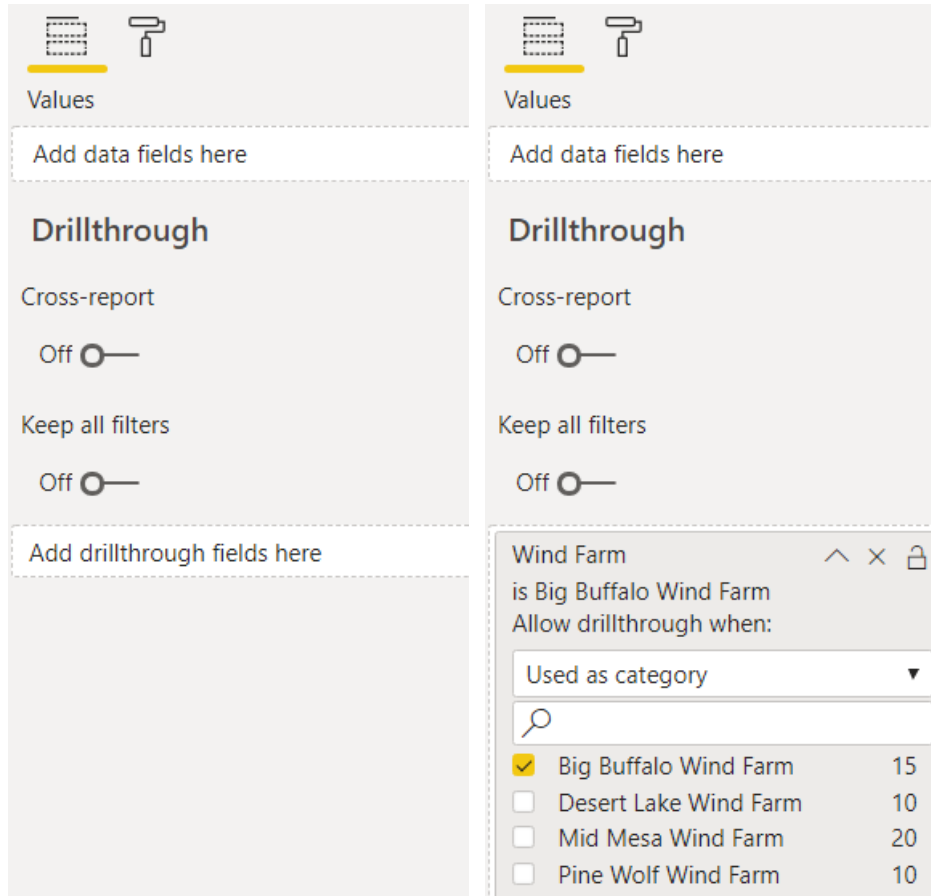 Values
Add data fields here
Drillthrough
Cross-report
Off
Keep all filters
Off
Add drillthrough fields here
Values
Add data fields here
Drillthrough
Cross-report
Off
Keep all filters
Off
Wind Farm
is Big Buffalo Wind Farm
Allow drillthrough when:
Used as category
Big Buffalo Wind Farm 15
Desert Lake Wind Farm 10
Mid Mesa Wind Farm 20
Pine Wolf Wind Farm 10